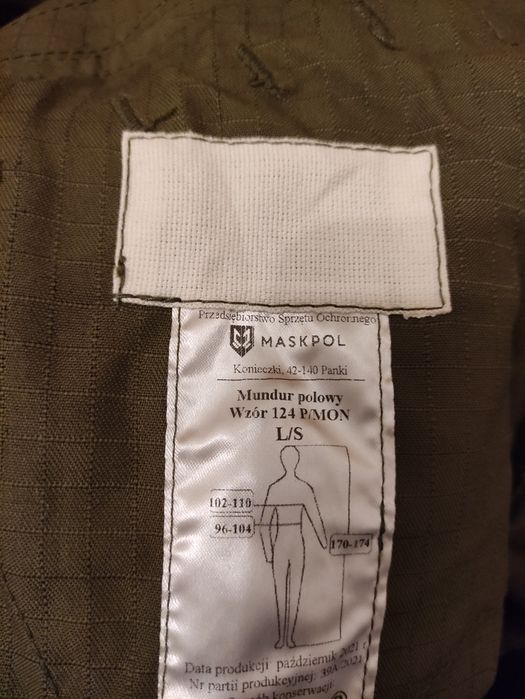 Przedsiębiorstwo Sprzętu Ochronnego
MASKPOL
Konieczki, 42-140 Panki
Mundur polowy
Wzór 124 P/MON
L/S
102-110
96-104
170-174
Data produkcji październik 2021 r
Nr partii produkcyjnej: 39A/2021
konserwacji